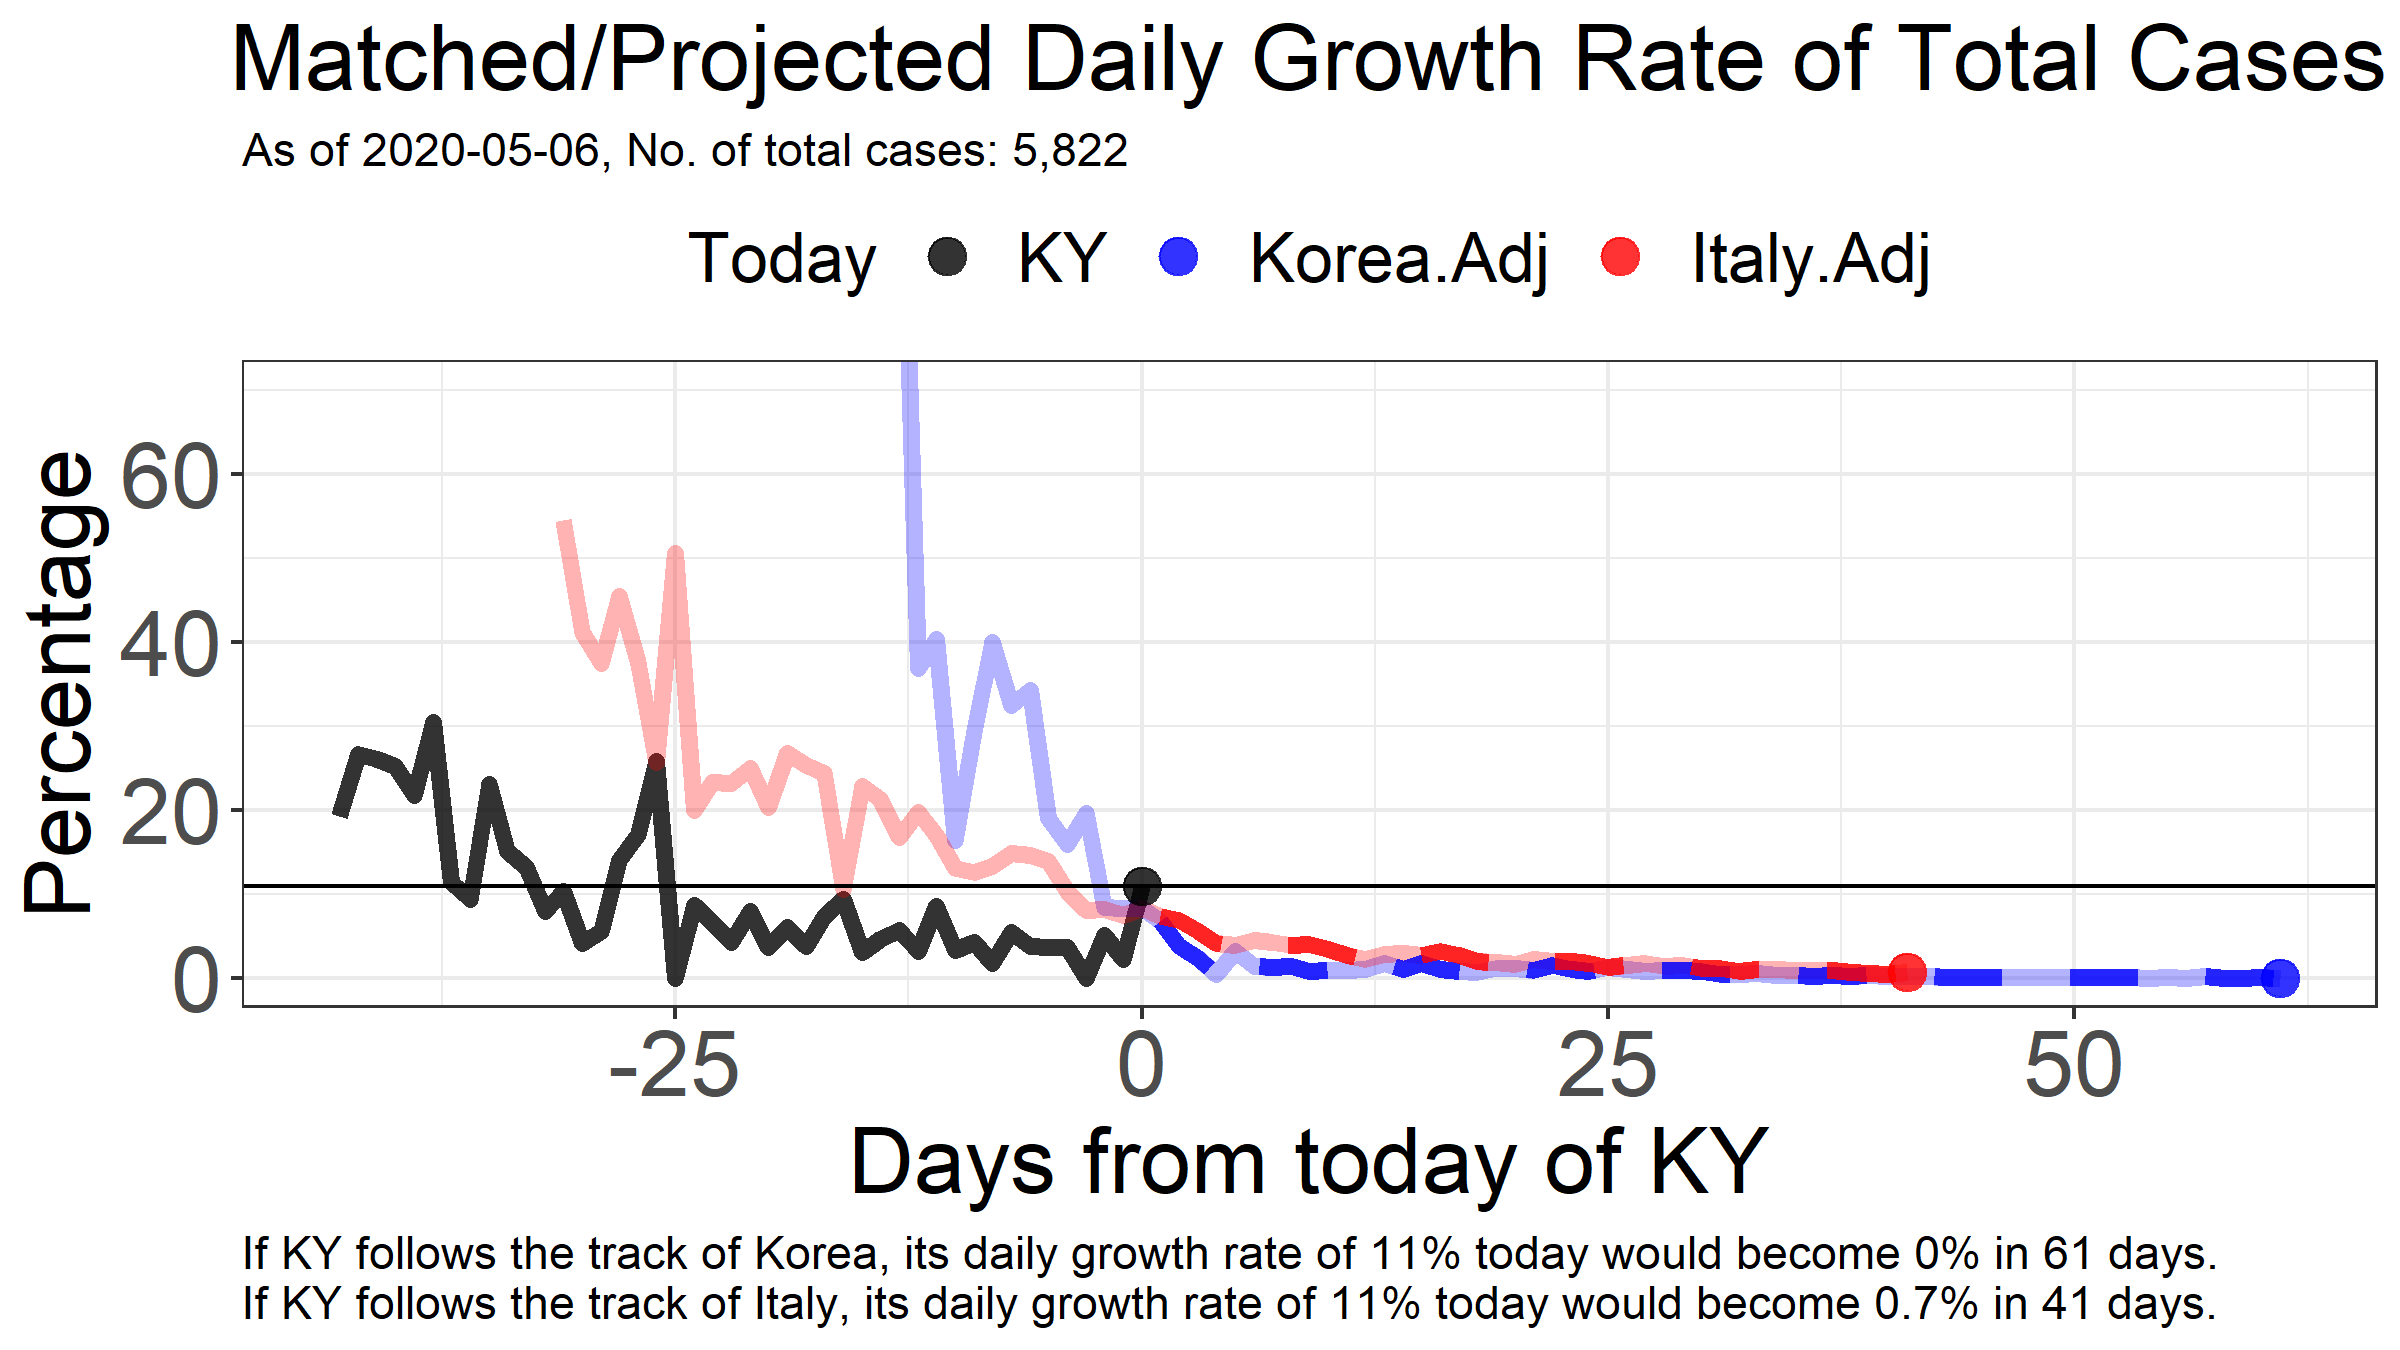 Matched/Projected Daily Growth Rate of Total Cases
As of 2020-05-06, No. of total cases: 5,822
Today KY Korea.Adj Italy.Adj
Percentage
60
40
20
0
-25 0 25 50
Days from today of KY
If KY follows the track of Korea, its daily growth rate of 11% today would become 0% in 61 days.
If KY follows the track of Italy, its daily growth rate of 11% today would become 0.7% in 41 days.